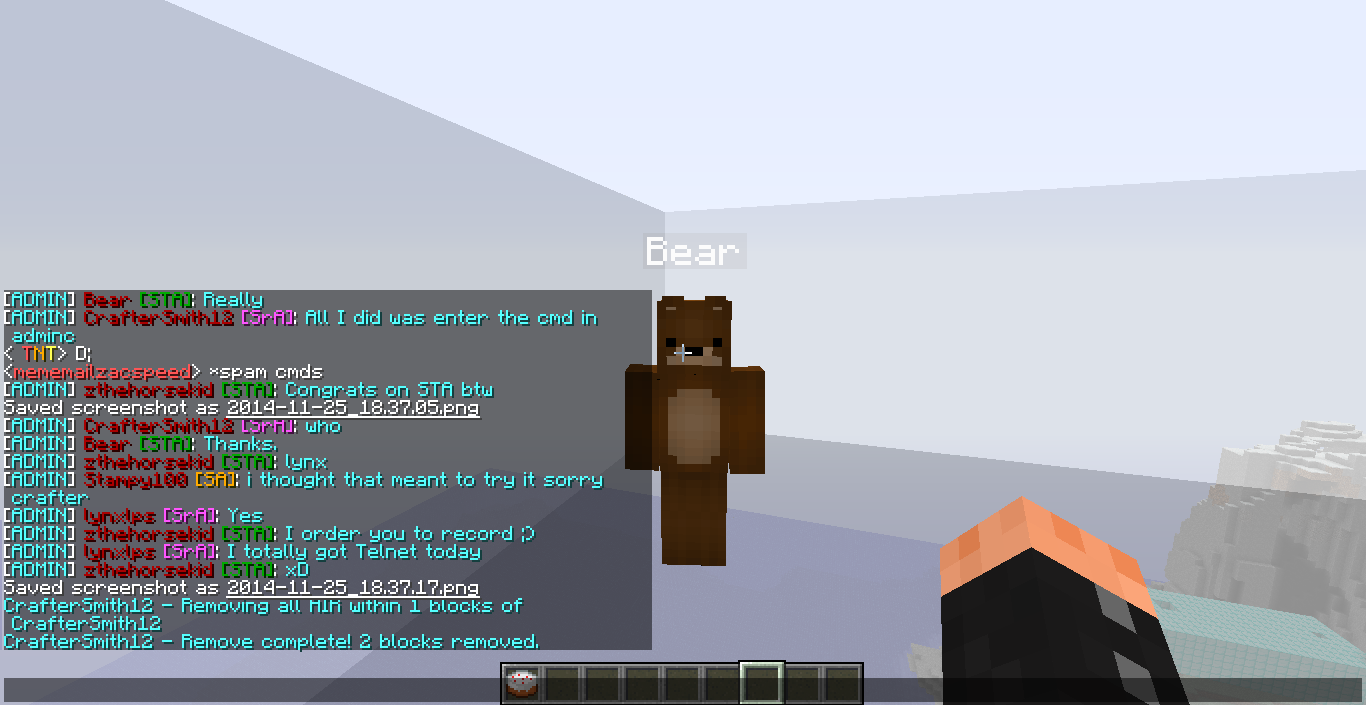 Bear
[ADMIN] Bear [STA]: Really
[ADMIN] CrafterSmith12 [SrA]: All I did was enter the cmd in
adminc
< TNT> D;
<mememailzacspeed> *spam cmds
[ADMIN] zthehorsekid [STA]: Congrats on STA btw
Saved screenshot as 2014-11-25_18.37.05.png
[ADMIN] CrafterSmith12 [SrA]: who
[ADMIN] Bear [STA]: Thanks.
[ADMIN] zthehorsekid [STA]: lynx
[ADMIN] Stampy100 [SA]: i thought that meant to try it sorry
crafter
[ADMIN] lynxlps [SrA]: Yes
[ADMIN] zthehorsekid [STA]: I order you to record ;)
[ADMIN] lynxlps [SrA]: I totally got Telnet today
[ADMIN] zthehorsekid [STA]: xD
Saved screenshot as 2014-11-25_18.37.17.png
CrafterSmith12 - Removing all AIR within 1 blocks of
CrafterSmith12
CrafterSmith12 - Remove complete! 2 blocks removed.